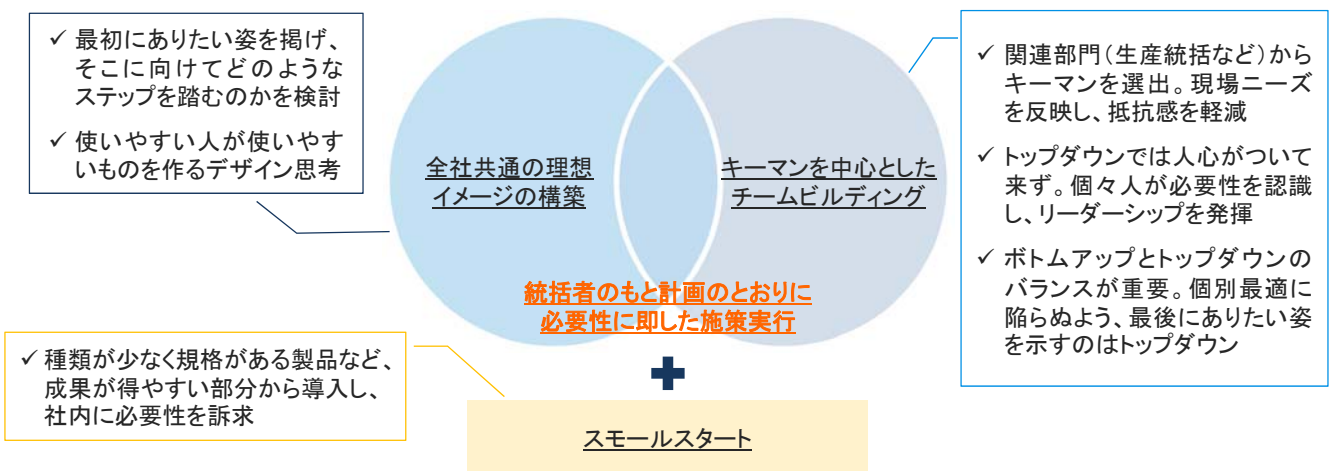 ✓ 最初にありたい姿を掲げ、
そこに向けてどのような
ステップを踏むのかを検討
✓ 使いやすい人が使いやす
いものを作るデザイン思考
全社共通の理想
イメージの構築
キーマンを中心とした
チームビルディング
統括者のもと計画のとおりに
必要性に即した施策実行
✓ 関連部門（生産統括など）から
キーマンを選出。現場ニーズ
を反映し、抵抗感を軽減
✓ トップダウンでは人心がついて
来ず。個々人が必要性を認識
し、リーダーシップを発揮
✓ ボトムアップとトップダウンの
バランスが重要。個別最適に
陥らぬよう、最後にありたい姿
を示すのはトップダウン
✓ 種類が少なく規格がある製品など、
成果が得やすい部分から導入し、
社内に必要性を訴求
スモールスタート